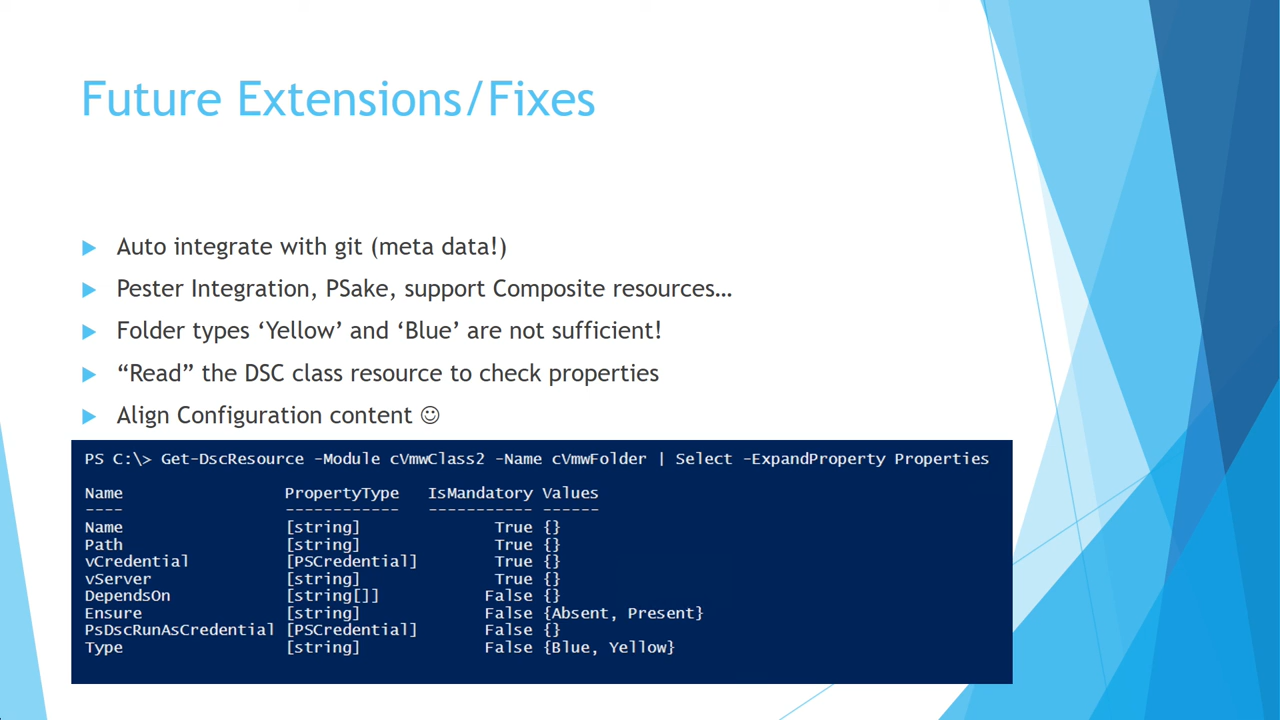 Future Extensions/Fixes
Auto integrate with git (meta data!)
Pester Integration, PSake, support Composite resources…
Folder types ‘Yellow’ and ‘Blue’ are not sufficient!
“Read” the DSC class resource to check properties
Align Configuration content ☺
PS C:\> Get-DscResource -Module cVmwClass2 -Name cVmwFolder | Select -ExpandProperty Properties
Name PropertyType IsMandatory Values
---- ------------ ----------- ------
Name [string] True {}
Path [string] True {}
vCredential [PSCredential] True {}
vServer [string] True {}
DependsOn [string[]] False {}
Ensure [string] False {Absent, Present}
PsDscRunAsCredential [PSCredential] False {}
Type [string] False {Blue, Yellow}